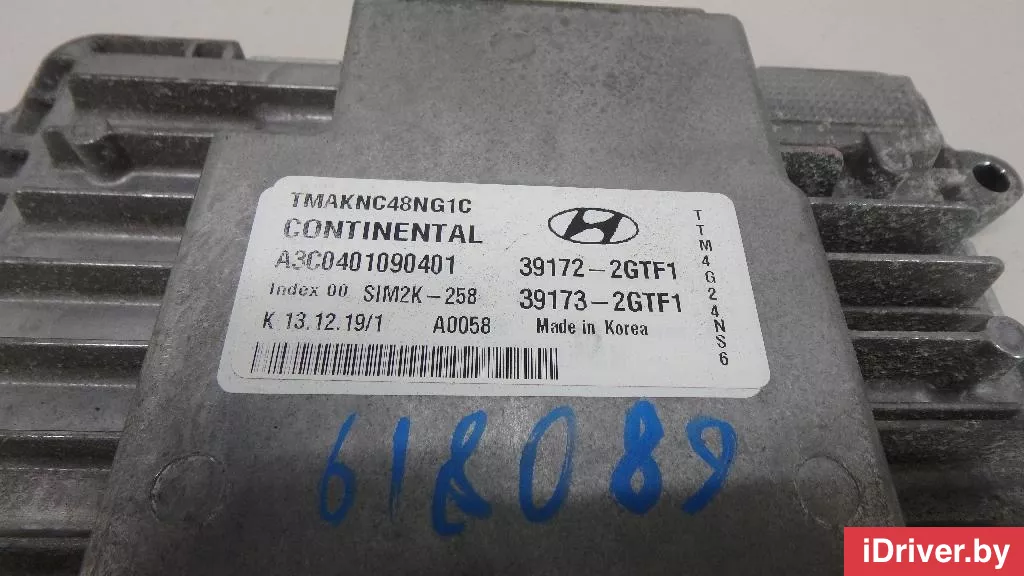 TMAKNC48NG1C
CONTINENTAL
A3C0401090401
39172-2GTF1
Index 00 SIM2K-258
39173-2GTF1
K 13.12.19/1 A0058 Made in Korea
TTM4G24NS6
618089
iDriver.by